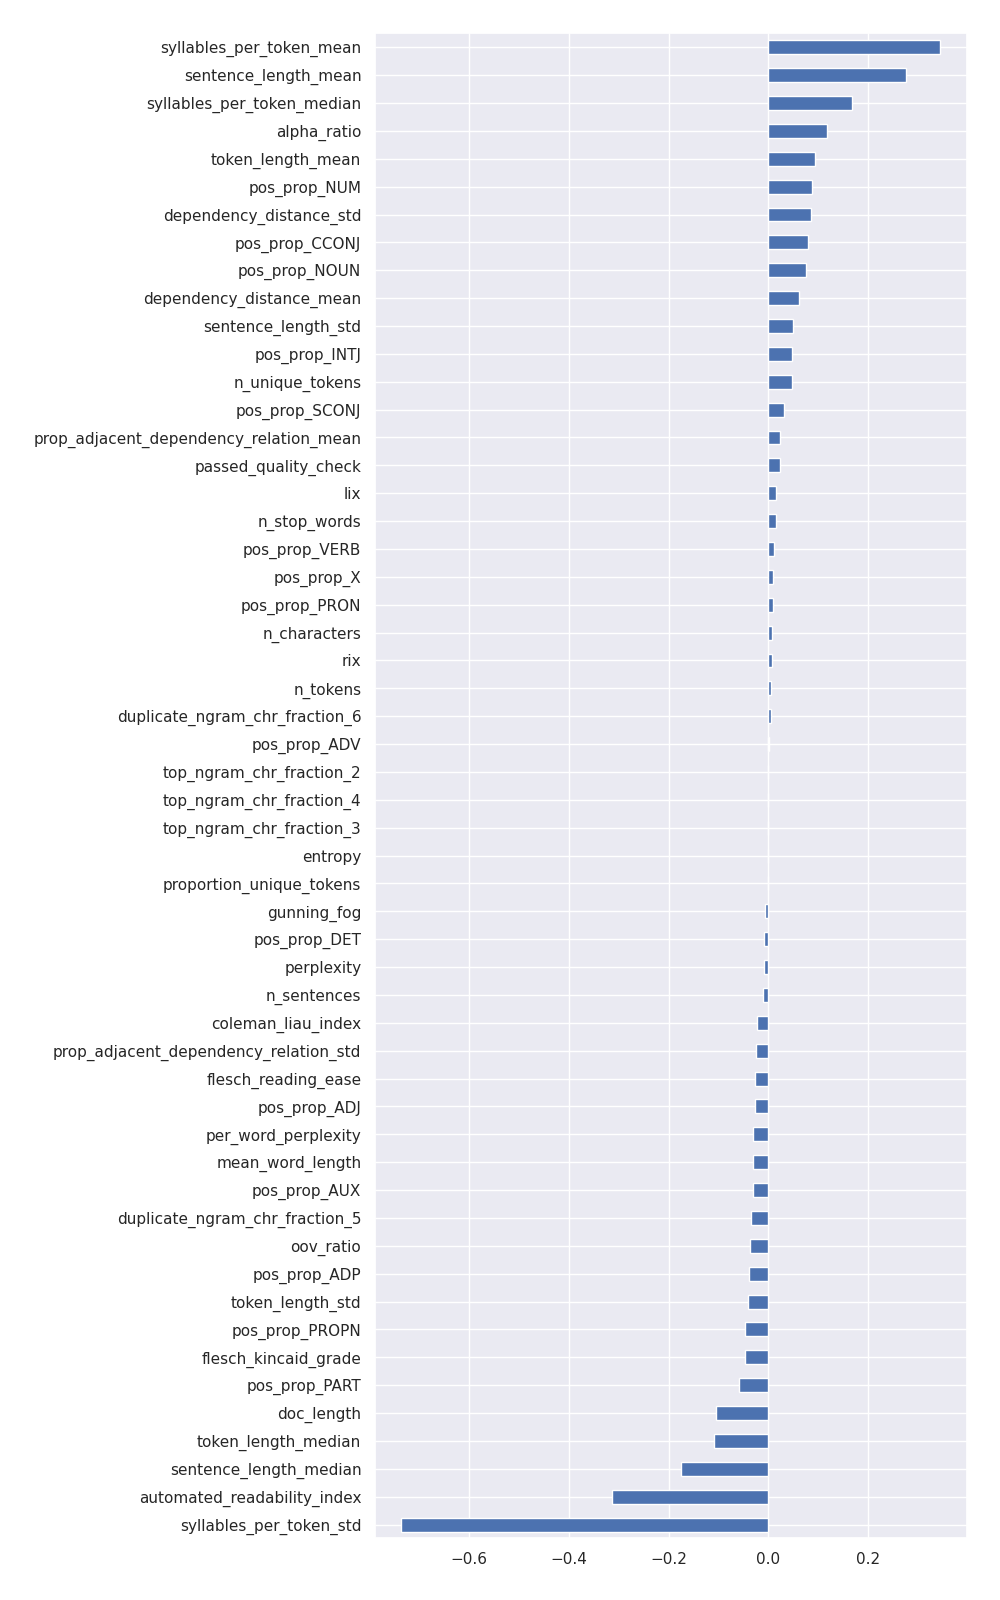 syllables_per_token_mean
sentence_length_mean
syllables_per_token_median
alpha_ratio
token_length_mean
pos_prop_NUM
dependency_distance_std
pos_prop_CCONJ
pos_prop_NOUN
dependency_distance_mean
sentence_length_std
pos_prop_INTJ
n_unique_tokens
pos_prop_SCONJ
prop_adjacent_dependency_relation_mean
passed_quality_check
lix
n_stop_words
pos_prop_VERB
pos_prop_X
pos_prop_PRON
n_characters
rix
n_tokens
duplicate_ngram_chr_fraction_6
pos_prop_ADV
top_ngram_chr_fraction_2
top_ngram_chr_fraction_4
top_ngram_chr_fraction_3
entropy
proportion_unique_tokens
gunning_fog
pos_prop_DET
perplexity
n_sentences
coleman_liau_index
prop_adjacent_dependency_relation_std
flesch_reading_ease
pos_prop_ADJ
per_word_perplexity
mean_word_length
pos_prop_AUX
duplicate_ngram_chr_fraction_5
oov_ratio
pos_prop_ADP
token_length_std
pos_prop_PROPN
flesch_kincaid_grade
pos_prop_PART
doc_length
token_length_median
sentence_length_median
automated_readability_index
syllables_per_token_std
−0.6 −0.4 −0.2 0.0 0.2